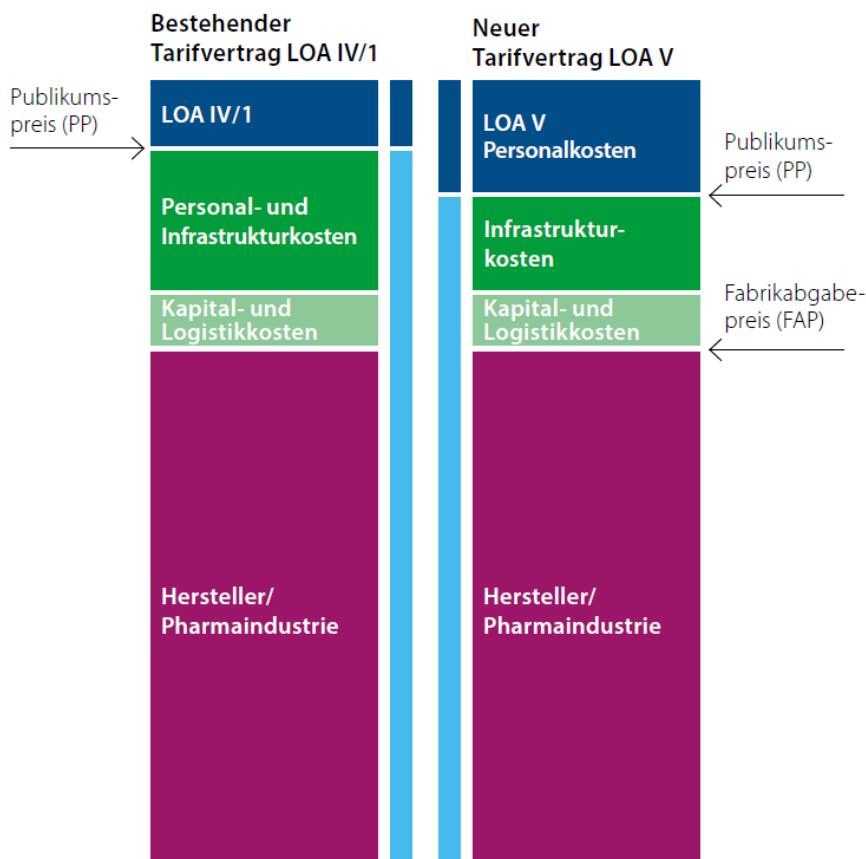 Bestehender
Tarifvertrag LOA IV/1
Neuer
Tarifvertrag LOA V
Publikums-
preis (PP)
LOA IV/1
Personal- und
Infrastrukturkosten
Kapital- und
Logistikkosten
Hersteller/
Pharmaindustrie
LOA V
Personalkosten
Infrastruktur-
kosten
Kapital- und
Logistikkosten
Hersteller/
Pharmaindustrie
Publikums-
preis (PP)
Fabrikabgabe-
preis (FAP)